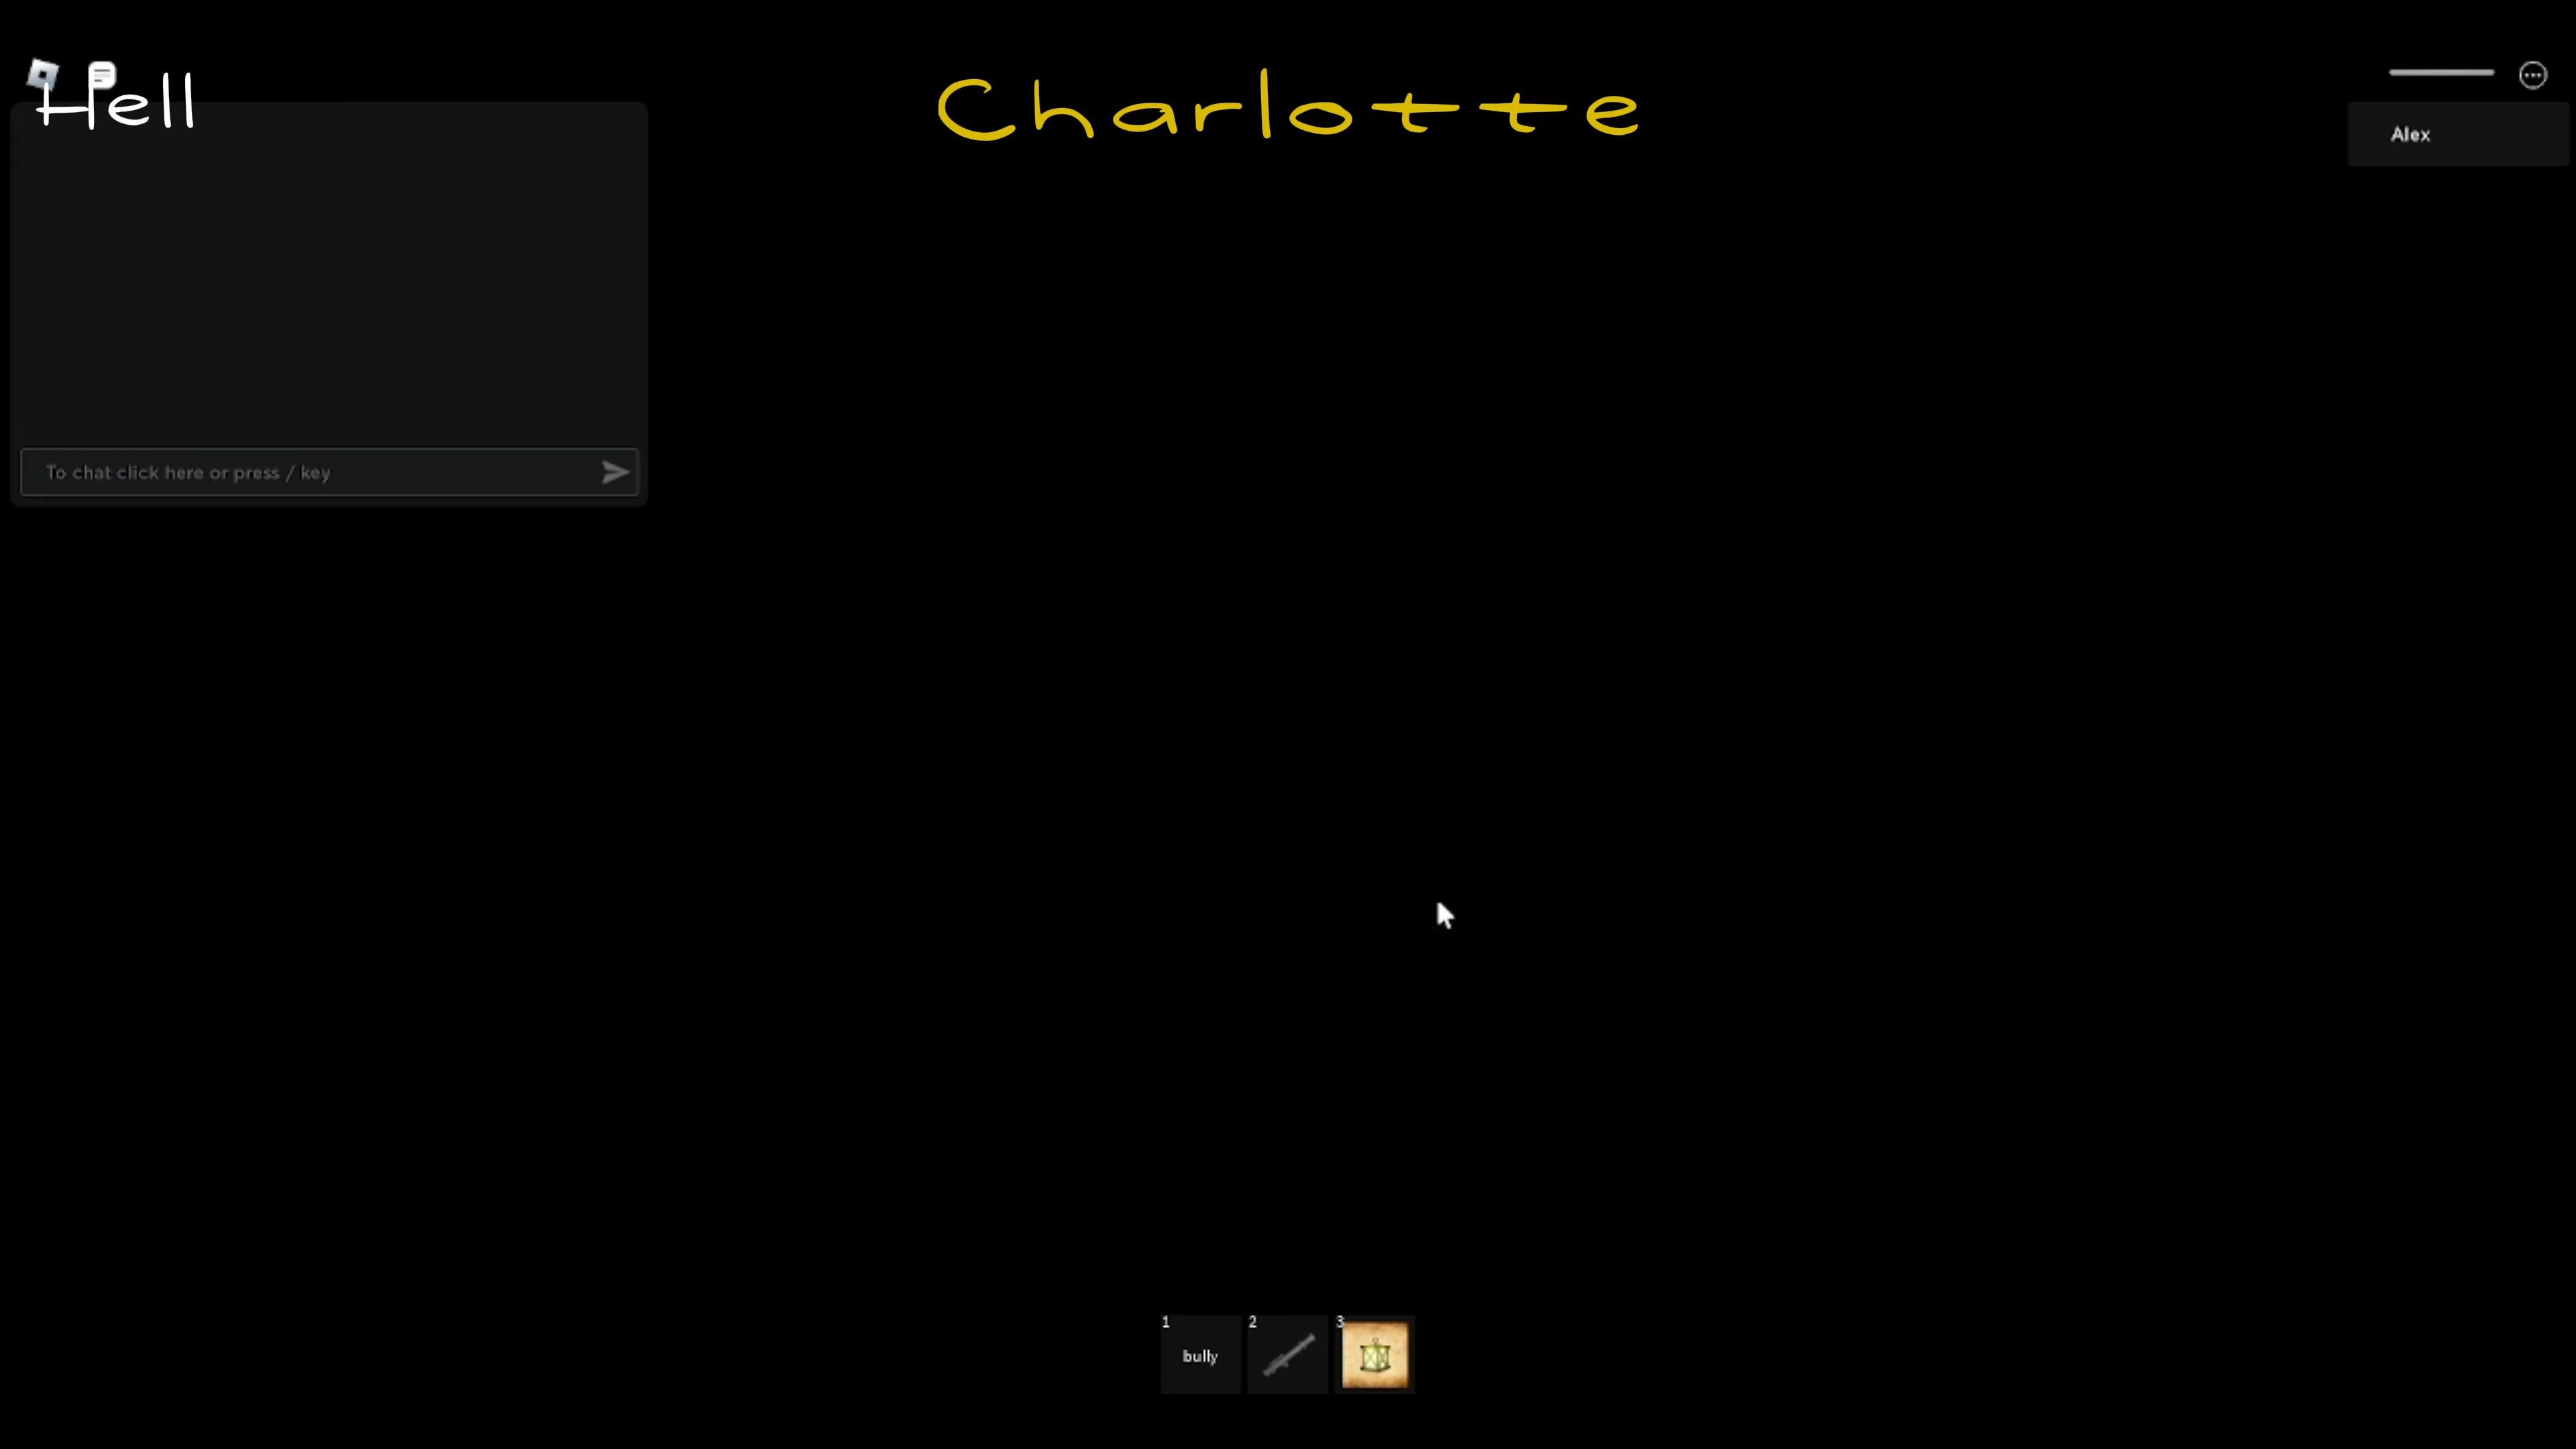 Hell
Charlotte
Alex
To chat click here or press / key
1
bully
2
3